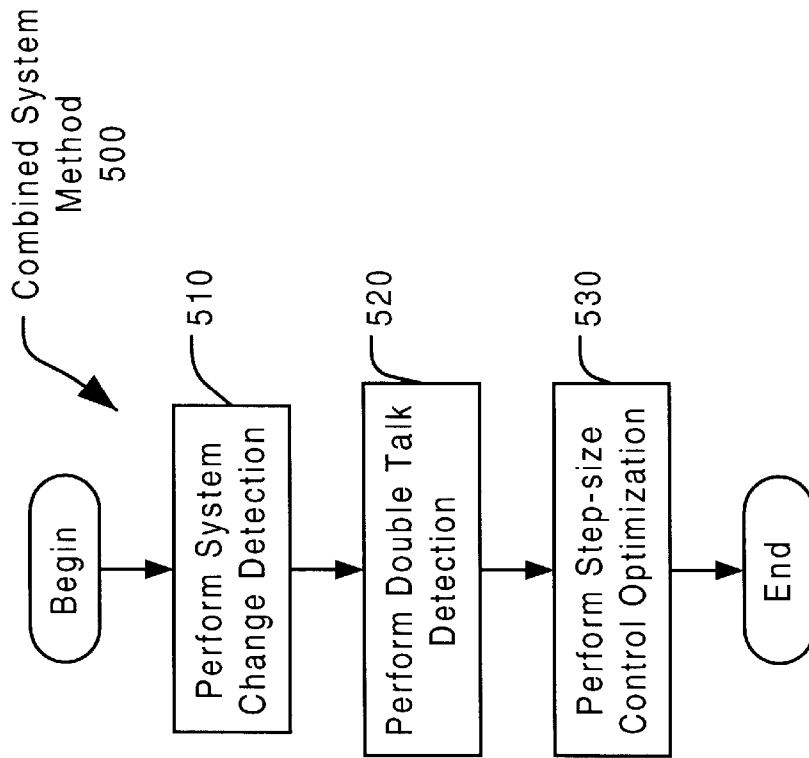 Combined System
Method
500
Begin
Perform System
Change Detection
510
Perform Double Talk
Detection
520
Perform Step-size
Control Optimization
530
End